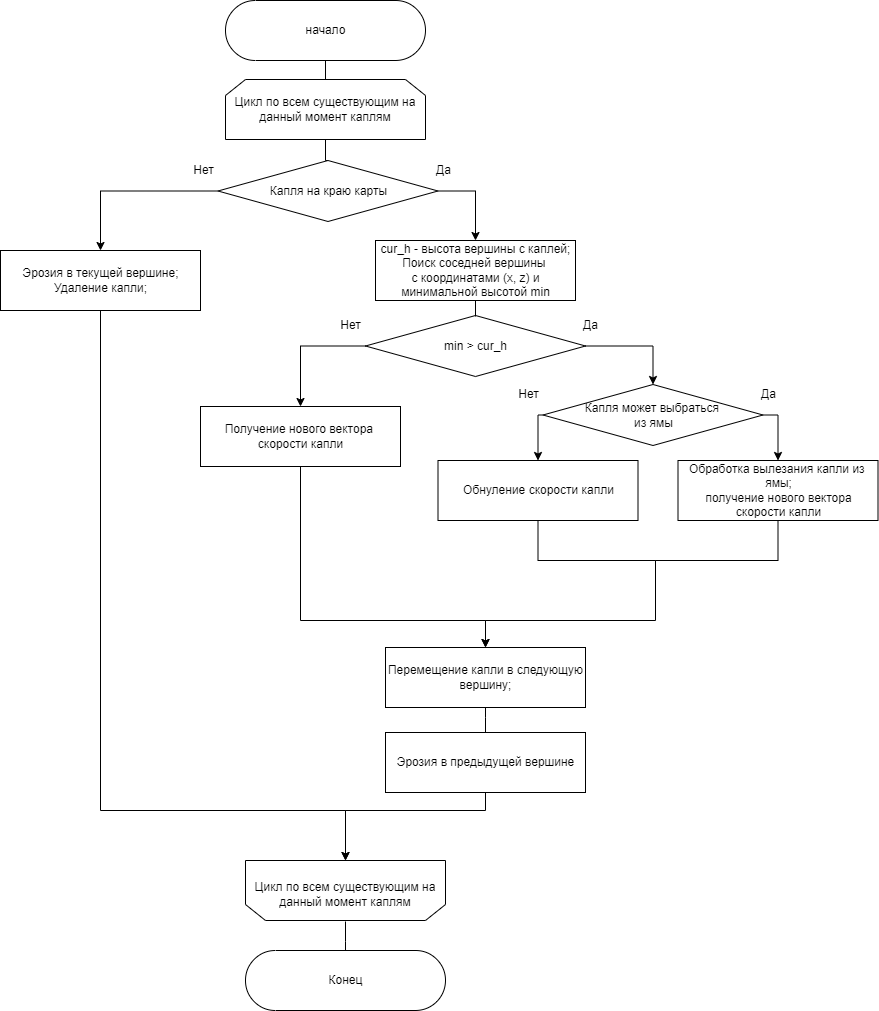 начало
Цикл по всем существующим на
данный момент каплям
Нет
Да
Капля на краю карты
Эрозия в текущей вершине;
Удаление капли;
cur_h - высота вершины с каплей;
Поиск соседней вершины
с координатами (x, z) и
минимальной высотой min
Нет
Да
min > cur_h
Нет
Да
Капля может выбраться
из ямы
Получение нового вектора
скорости капли
Обнуление скорости капли
Обработка вылезания капли из
ямы;
получение нового вектора
скорости капли
Перемещение капли в следующую
вершину;
Эрозия в предыдущей вершине
Цикл по всем существующим на
данный момент каплям
Конец